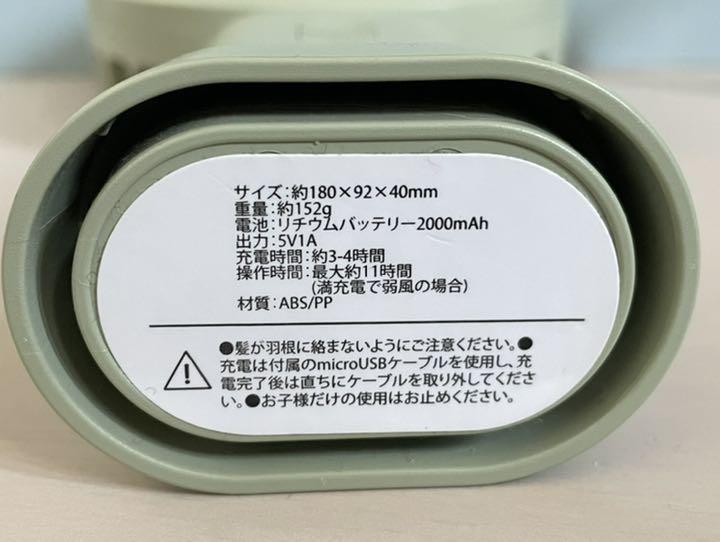 サイズ:約180×92×40mm
重量:約152g
電池:リチウムバッテリー2000mAh
出力:5V1A
充電時間:約3-4時間
操作時間:最大約11時間
(満充電で弱風の場合)
材質:ABS/PP
●髪が羽根に絡まないようにご注意ください。●
充電は付属のmicroUSBケーブルを使用し、充
電完了後は直ちにケーブルを取り外してくださ
い。●お子様だけの使用はお止めください。